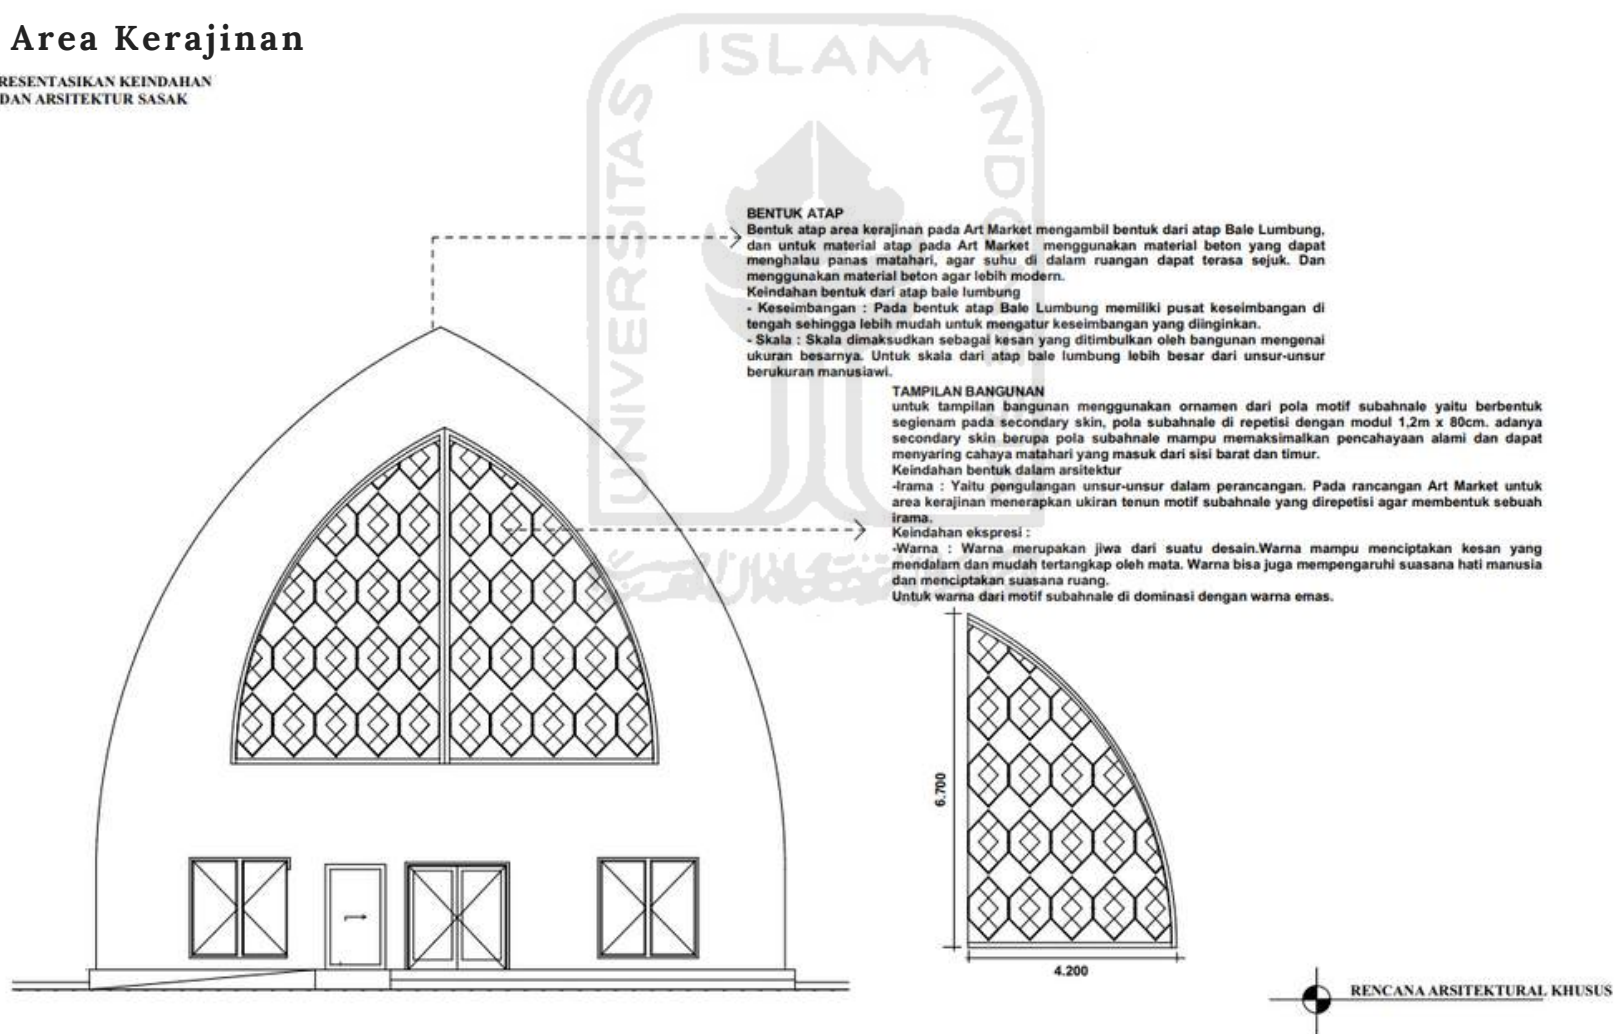 Area Kerajinan
RESENTASIKAN KEINDAHAN
DAN ARSITEKTUR SASAK
UNIVERSITAS
ISLAM
BENTUK ATAP
Bentuk atap area kerajinan pada Art Market mengambil bentuk dari atap Bale Lumbung,
dan untuk material atap pada Art Market menggunakan material beton yang dapat
menghalau panas matahari, agar suhu di dalam ruangan dapat terasa sejuk. Dan
menggunakan material beton agar lebih modern.
Keindahan bentuk dari atap bale lumbung
- Keseimbangan : Pada bentuk atap Bale Lumbung memiliki pusat keseimbangan di
tengah sehingga lebih mudah untuk mengatur keseimbangan yang diinginkan.
- Skala : Skala dimaksudkan sebagai kesan yang ditimbulkan oleh bangunan mengenai
ukuran besarnya. Untuk skala dari atap bale lumbung lebih besar dari unsur-unsur
berukuran manusiawi.
TAMPILAN BANGUNAN
untuk tampilan bangunan menggunakan ornamen dari pola motif subahnale yaitu berbentuk
segienam pada secondary skin, pola subahnale di repetisi dengan modul 1,2m x 80cm. adanya
secondary skin berupa pola subahnale mampu memaksimalkan pencahayaan alami dan dapat
menyaring cahaya matahari yang masuk dari sisi barat dan timur.
Keindahan bentuk dalam arsitektur
-Irama : Yaitu pengulangan unsur-unsur dalam perancangan. Pada rancangan Art Market untuk
area kerajinan menerapkan ukiran tenun motif subahnale yang direpetisi agar membentuk sebuah
irama.
Keindahan ekspresi :
-Warna : Warna merupakan jiwa dari suatu desain.Warna mampu menciptakan kesan yang
mendalam dan mudah tertangkap oleh mata. Warna bisa juga mempengaruhi suasana hati manusia
dan menciptakan suasana ruang.
Untuk warna dari motif subahnale di dominasi dengan warna emas.
6.700
4.200
RENCANA ARSITEKTURAL KHUSUS